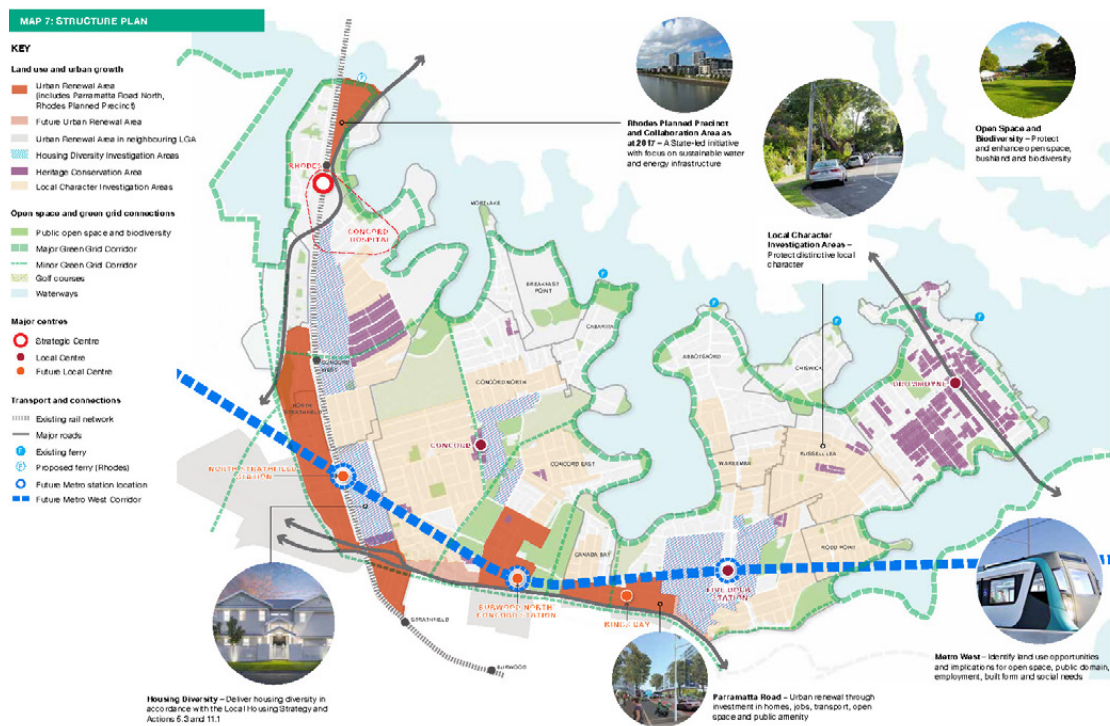 MAP 7: STRUCTURE PLAN
KEY
Land use and urban growth
Urban Renewal Area
(includes Parramatta Road North,
Rhodes Planned Precinct)
Future Urban Renewal Area
Urban Renewal Area in neighbouring LGA
Housing Diversity Investigation Areas
Heritage Conservation Area
Local Character Investigation Areas
Open space and green grid connections
Public open space and biodiversity
Major Green Grid Corridor
Minor Green Grid Corridor
Golf courses
Waterways
Major centres
Strategic Centre
Local Centre
Future Local Centre
Transport and connections
Existing rail network
Major roads
Existing ferry
Proposed ferry (Rhodes)
Future Metro station location
Future Metro West Corridor
Rhodes Planned Precinct
and Collaboration Area as
at 2017 – A State-led initiative
with focus on sustainable water
and energy infrastructure
Open Space and
Biodiversity – Protect
and enhance open space,
bushland and biodiversity
Local Character
Investigation Areas –
Protect distinctive local
character
RHODES
CONCORD
HOSPITAL
MORTLAKE
BREAKFAST
POINT
CABARITA
ABBOTSFORD
CHISWICK
DRUMMOYNE
CONCORD
WEST
CONCORD NORTH
NORTH
STRATHFIELD
CONCORD
RUSSELL LEA
WAREEMBA
CONCORD EAST
NORTH STRATHFIELD
STATION
CANADA BAY
RODD POINT
FIVE DOCK
STATION
BURWOOD NORTH
CONCORD STATION
KINGS BAY
STRATHFIELD
BURWOOD
Housing Diversity – Deliver housing diversity in
accordance with the Local Housing Strategy and
Actions 5.3 and 11.1
Parramatta Road – Urban renewal through
investment in homes, jobs, transport, open
space and public amenity
Metro West – Identify land use opportunities
and implications for open space, public domain,
employment, built form and social needs